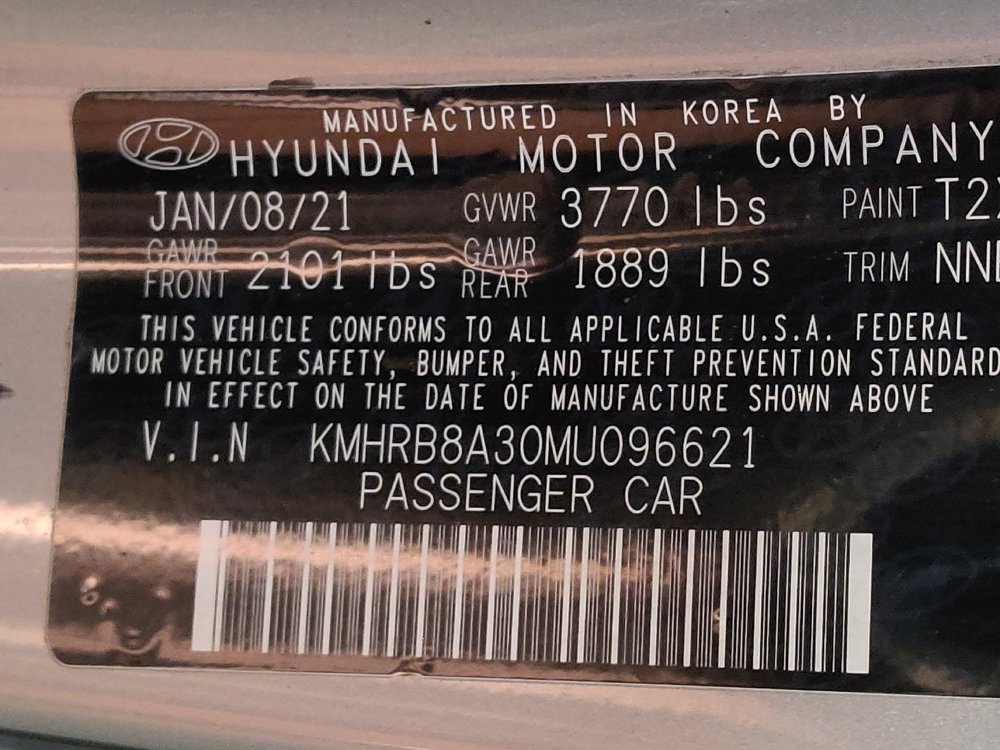 MANUFACTURED IN KOREA BY
HYUNDAI MOTOR COMPANY
JAN/08/21 GVWR 3770 lbs PAINT
GAWR FRONT 2101 lbs GAWR REAR 1889 lbs TRIM
THIS VEHICLE CONFORMS TO ALL APPLICABLE U.S.A. FEDERAL
MOTOR VEHICLE SAFETY, BUMPER, AND THEFT PREVENTION STANDARD
IN EFFECT ON THE DATE OF MANUFACTURE SHOWN ABOVE
V.I.N KMHRB8A30MU096621
PASSENGER CAR